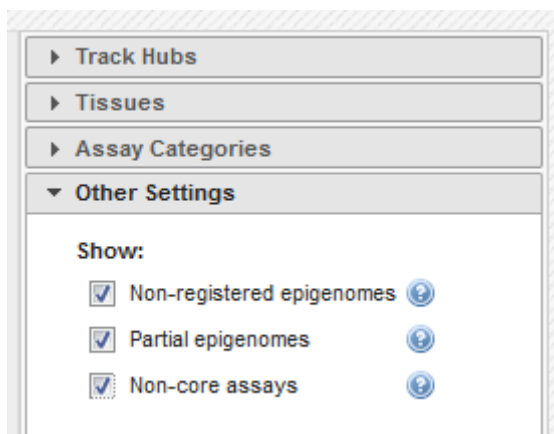 Track Hubs
Tissues
Assay Categories
Other Settings
Show:
Non-registered epigenomes
Partial epigenomes
Non-core assays